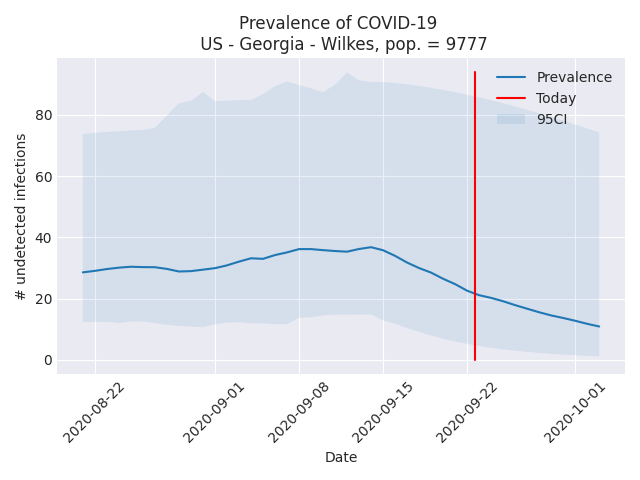 Prevalence of COVID-19
US - Georgia - Wilkes, pop. = 9777
Prevalence
Today
95CI
# undetected infections
80
60
40
20
0
2020-08-22
2020-09-01
2020-09-08
2020-09-15
2020-09-22
2020-10-01
Date